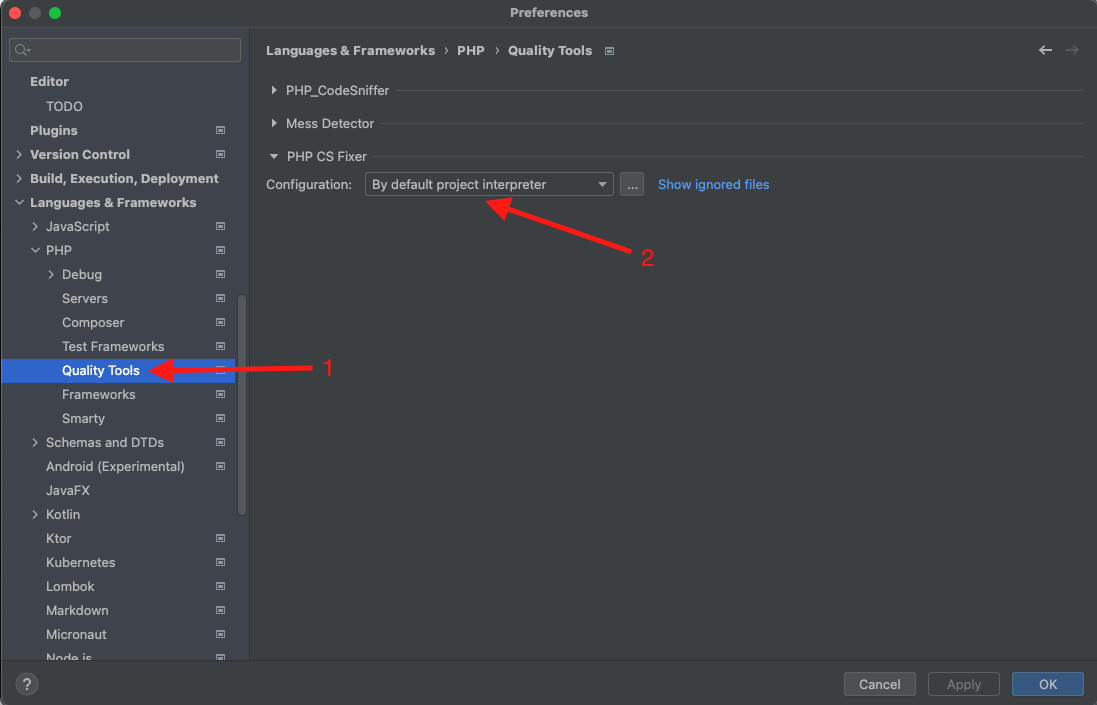 Preferences
Languages & Frameworks › PHP › Quality Tools
Editor
TODO
Plugins
Version Control
Build, Execution, Deployment
Languages & Frameworks
JavaScript
PHP
Debug
Servers
Composer
Test Frameworks
Quality Tools
Frameworks
Smarty
Schemas and DTDs
Android (Experimental)
JavaFX
Kotlin
Ktor
Kubernetes
Lombok
Markdown
Micronaut
Node.js
PHP_CodeSniffer
Mess Detector
PHP CS Fixer
Configuration: By default project interpreter ... Show ignored files
2
1
?
Cancel Apply OK